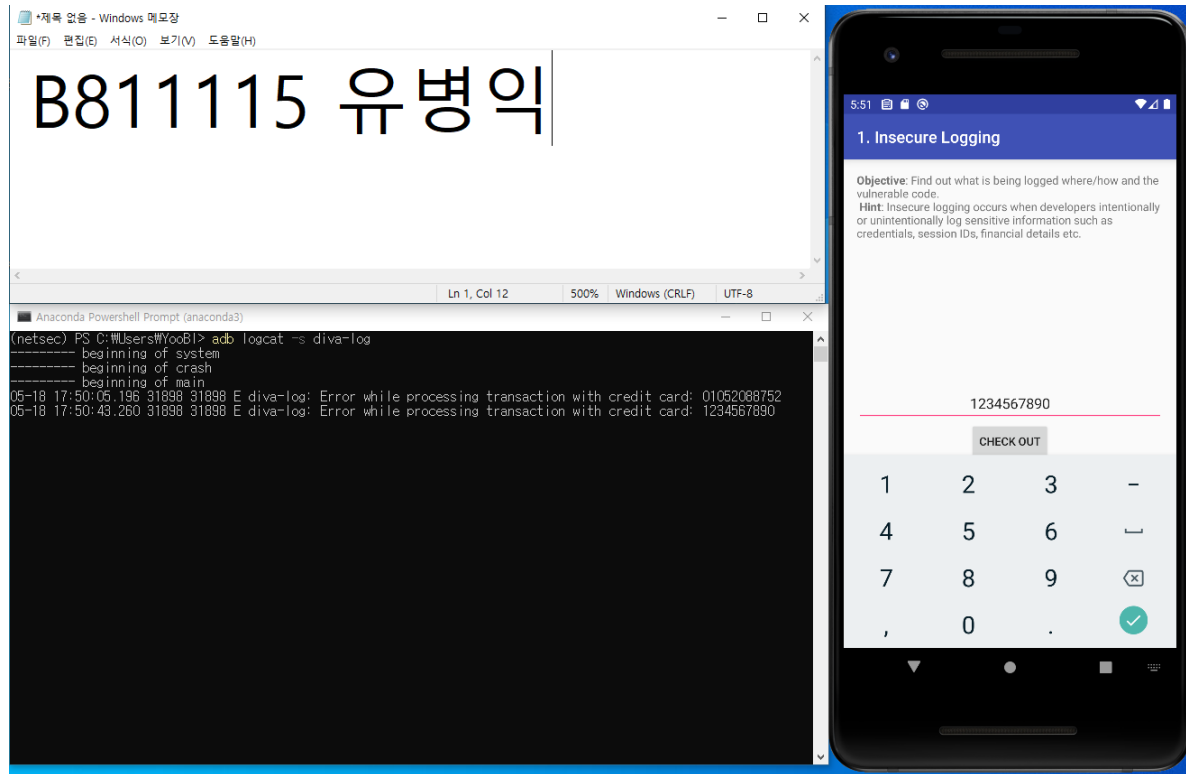 *제목 없음 - Windows 메모장
파일(F) 편집(E) 서식(O) 보기(V) 도움말(H)
B811115 유병익
Ln 1, Col 12 500% Windows (CRLF) UTF-8
Anaconda Powershell Prompt (anaconda3)
(netsec) PS C:\Users\YooBI> adb logcat -s diva-log
--------- beginning of system
--------- beginning of crash
--------- beginning of main
05-18 17:50:05.196 31898 31898 E diva-log: Error while processing transaction with credit card: 01052088752
05-18 17:50:43.260 31898 31898 E diva-log: Error while processing transaction with credit card: 1234567890
5:51
1. Insecure Logging
Objective: Find out what is being logged where/how and the
vulnerable code.
Hint: Insecure logging occurs when developers intentionally
or unintentionally log sensitive information such as
credentials, session IDs, financial details etc.
1234567890
CHECK OUT
1 2 3 -
4 5 6
7 8 9
, 0 .